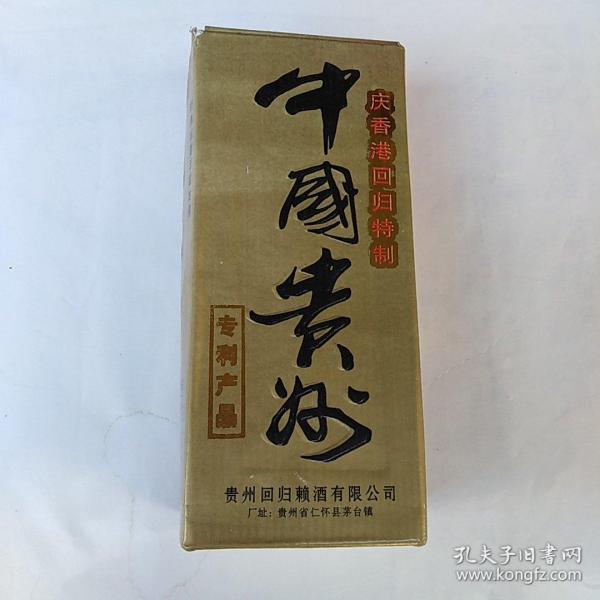 庆香港回归特制
中國贵州
专利产品
贵州回归赖酒有限公司
厂址：贵州省仁怀县茅台镇
孔夫子旧书网
www.kongfz.com